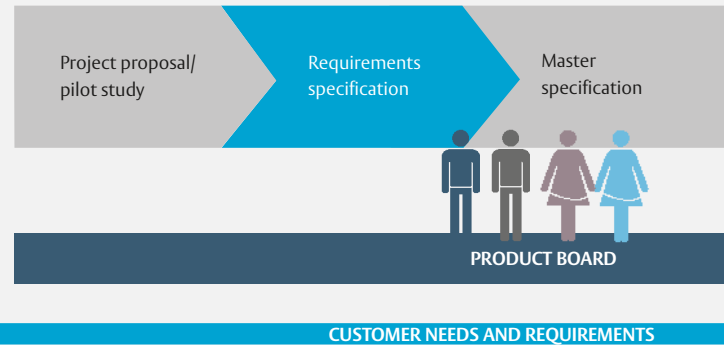 Project proposal/
pilot study
Requirements
specification
Master
specification
PRODUCT BOARD
CUSTOMER NEEDS AND REQUIREMENTS